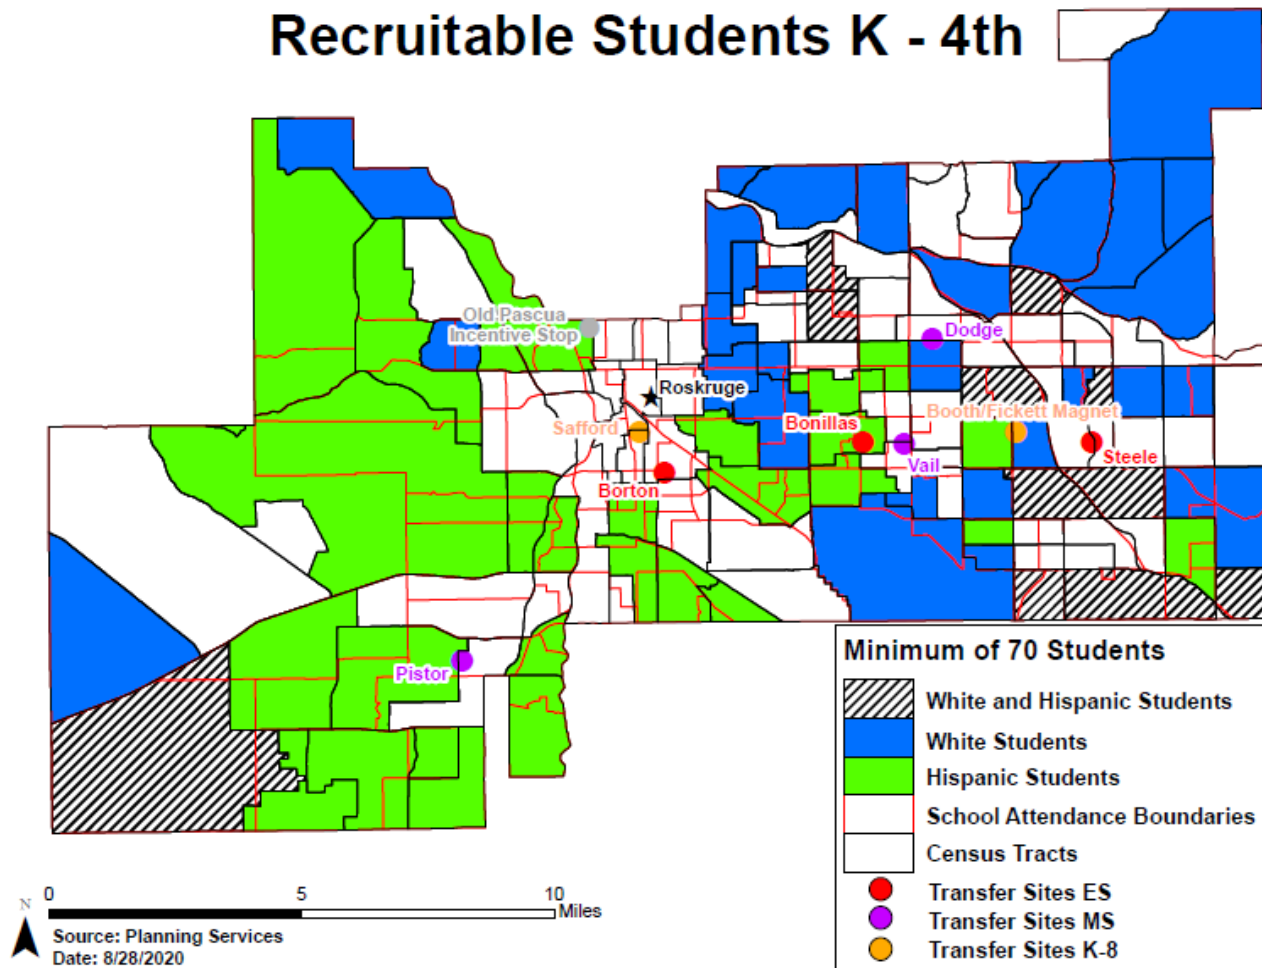 Recruitable Students K - 4th
Old Pascua
Incentive Stop
Dodge
Roskruge
Booth/Fickett Magnet
Bonillas
Safford
Steele
Vail
Borton
Pistor
Minimum of 70 Students
White and Hispanic Students
White Students
Hispanic Students
School Attendance Boundaries
Census Tracts
Transfer Sites ES
Transfer Sites MS
Transfer Sites K-8
0 5 10
Miles
N
Source: Planning Services
Date: 8/28/2020